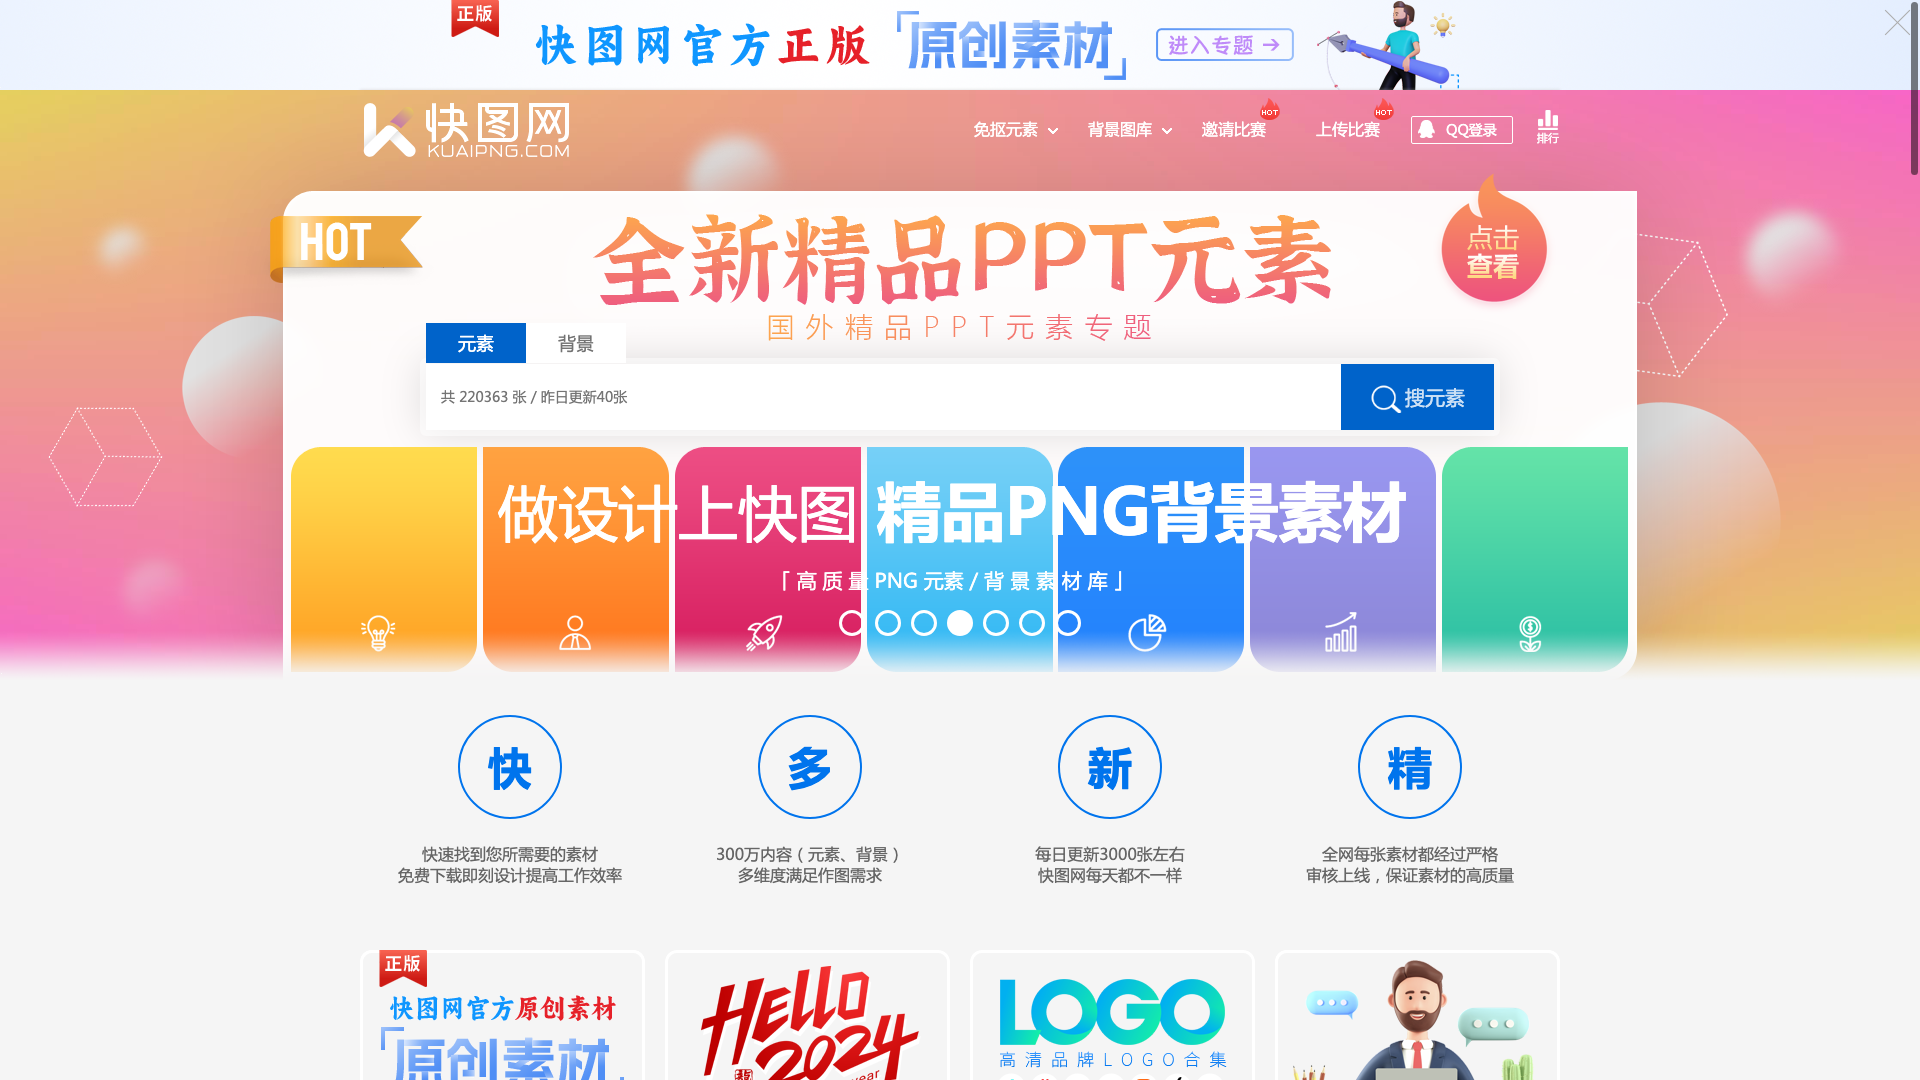 正版
快图网官方正版「原创素材」
进入专题 →
快图网
KUAIPNG.COM
免抠元素
背景图库
邀请比赛
HOT
上传比赛
HOT
QQ登录
排行
HOT
全新精品PPT元素
点击
查看
国外精品PPT元素专题
元素
背景
共 220363 张 / 昨日更新40张
搜元素
做设计上快图 精品PNG背景素材
「高质量 PNG 元素 / 背景素材库」
快
多
新
精
快速找到您所需要的素材
免费下载即刻设计提高工作效率
300万内容（元素、背景）
多维度满足作图需求
每日更新3000张左右
快图网每天都不一样
全网每张素材都经过严格
审核上线，保证素材的高质量
正版
快图网官方原创素材
「原创素材
HELLO
2024
LOGO
高清品牌LOGO合集